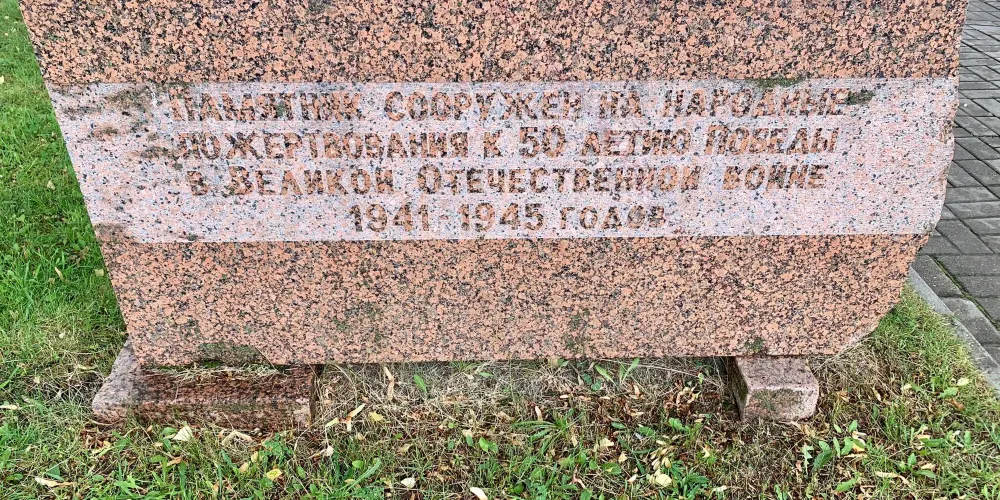 Памятник сооружен на народные
пожертвования к 50 летию Победы
в Великой Отечественной войне
1941-1945 годов